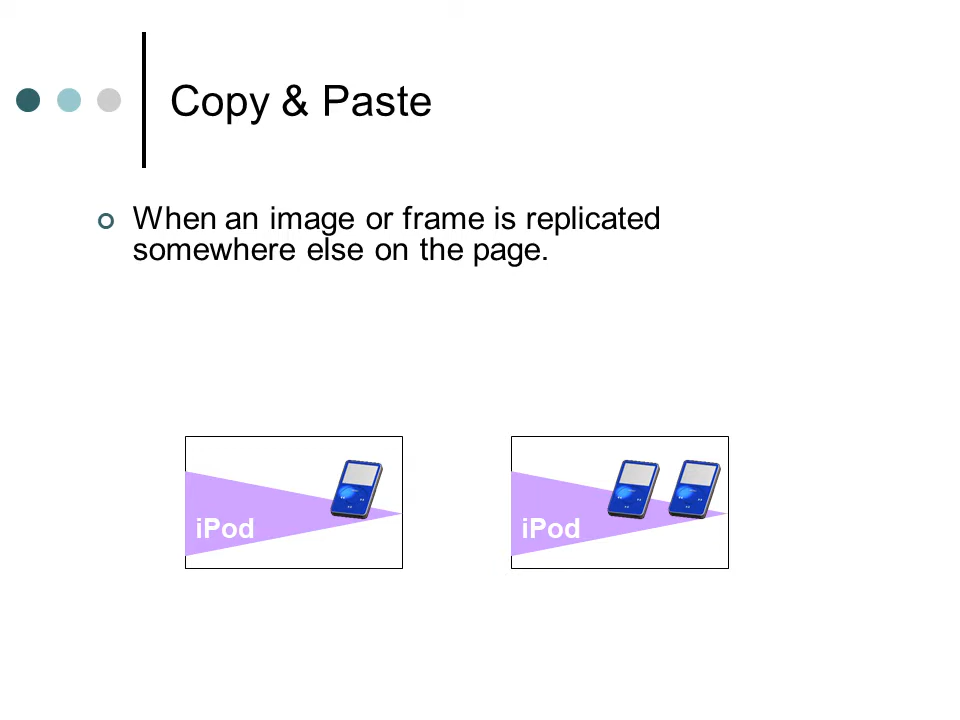 Copy & Paste
When an image or frame is replicated
somewhere else on the page.
iPod
iPod